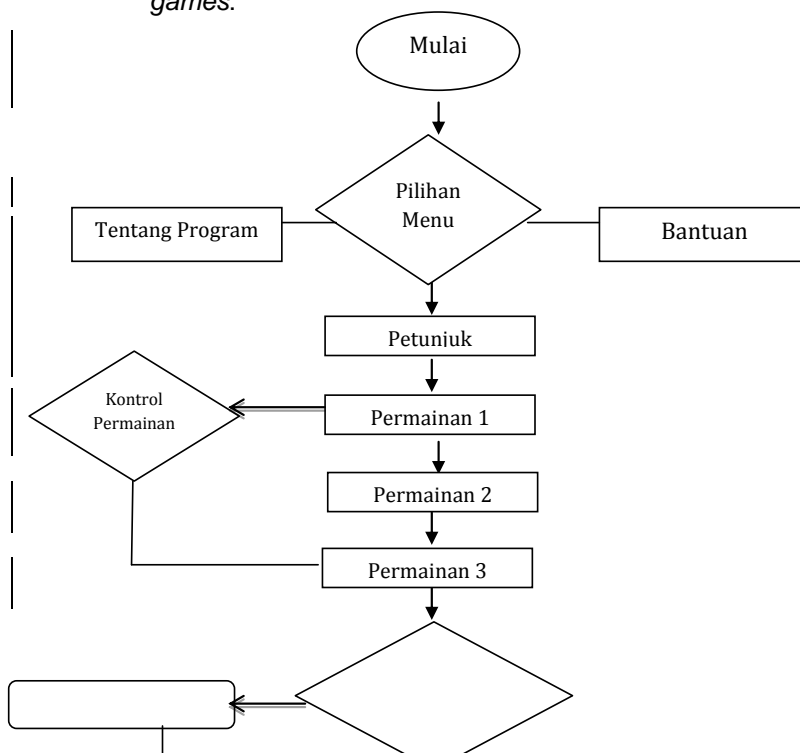 games.
Mulai
Pilihan
Menu
Tentang Program
Bantuan
Petunjuk
Kontrol
Permainan
Permainan 1
Permainan 2
Permainan 3